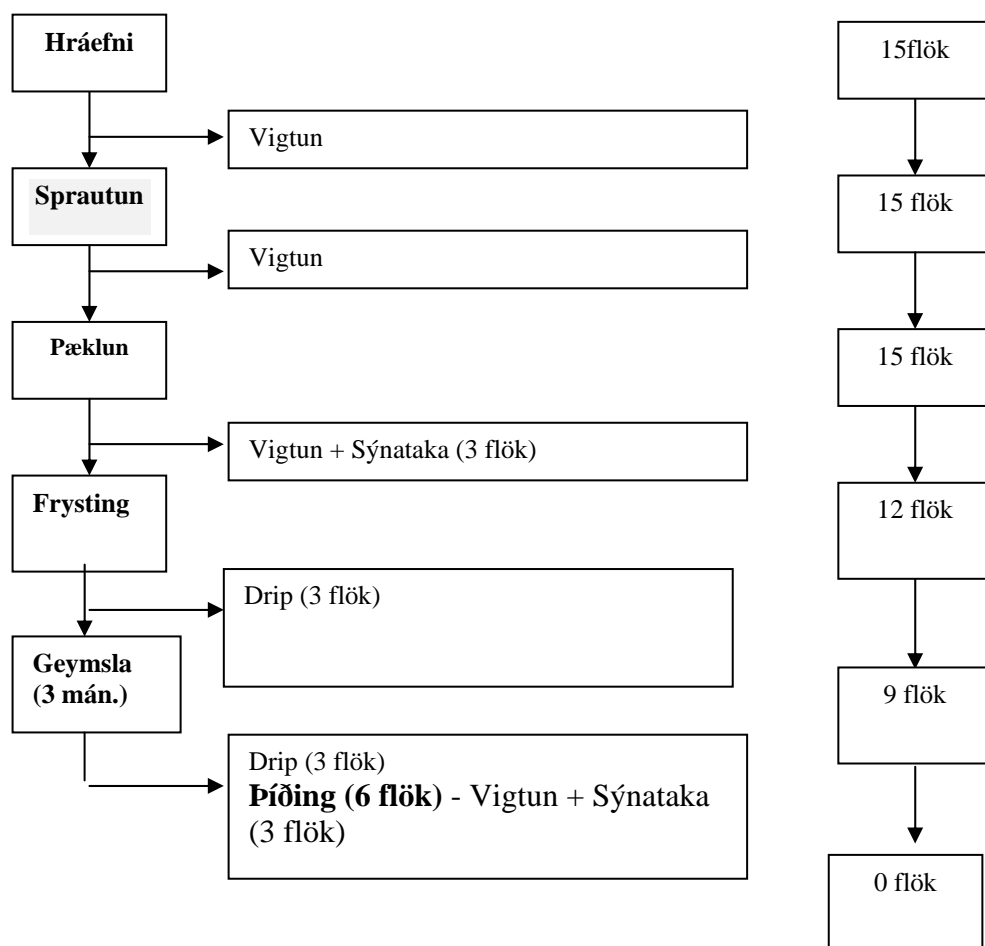 Hráefni
15flök
Vigtun
Sprautun
15 flök
Vigtun
Pæklun
15 flök
Vigtun + Sýnataka (3 flök)
Frysting
12 flök
Drip (3 flök)
Geymsla
(3 mán.)
9 flök
Drip (3 flök)
Þíðing (6 flök) - Vigtun + Sýnataka
(3 flök)
0 flök